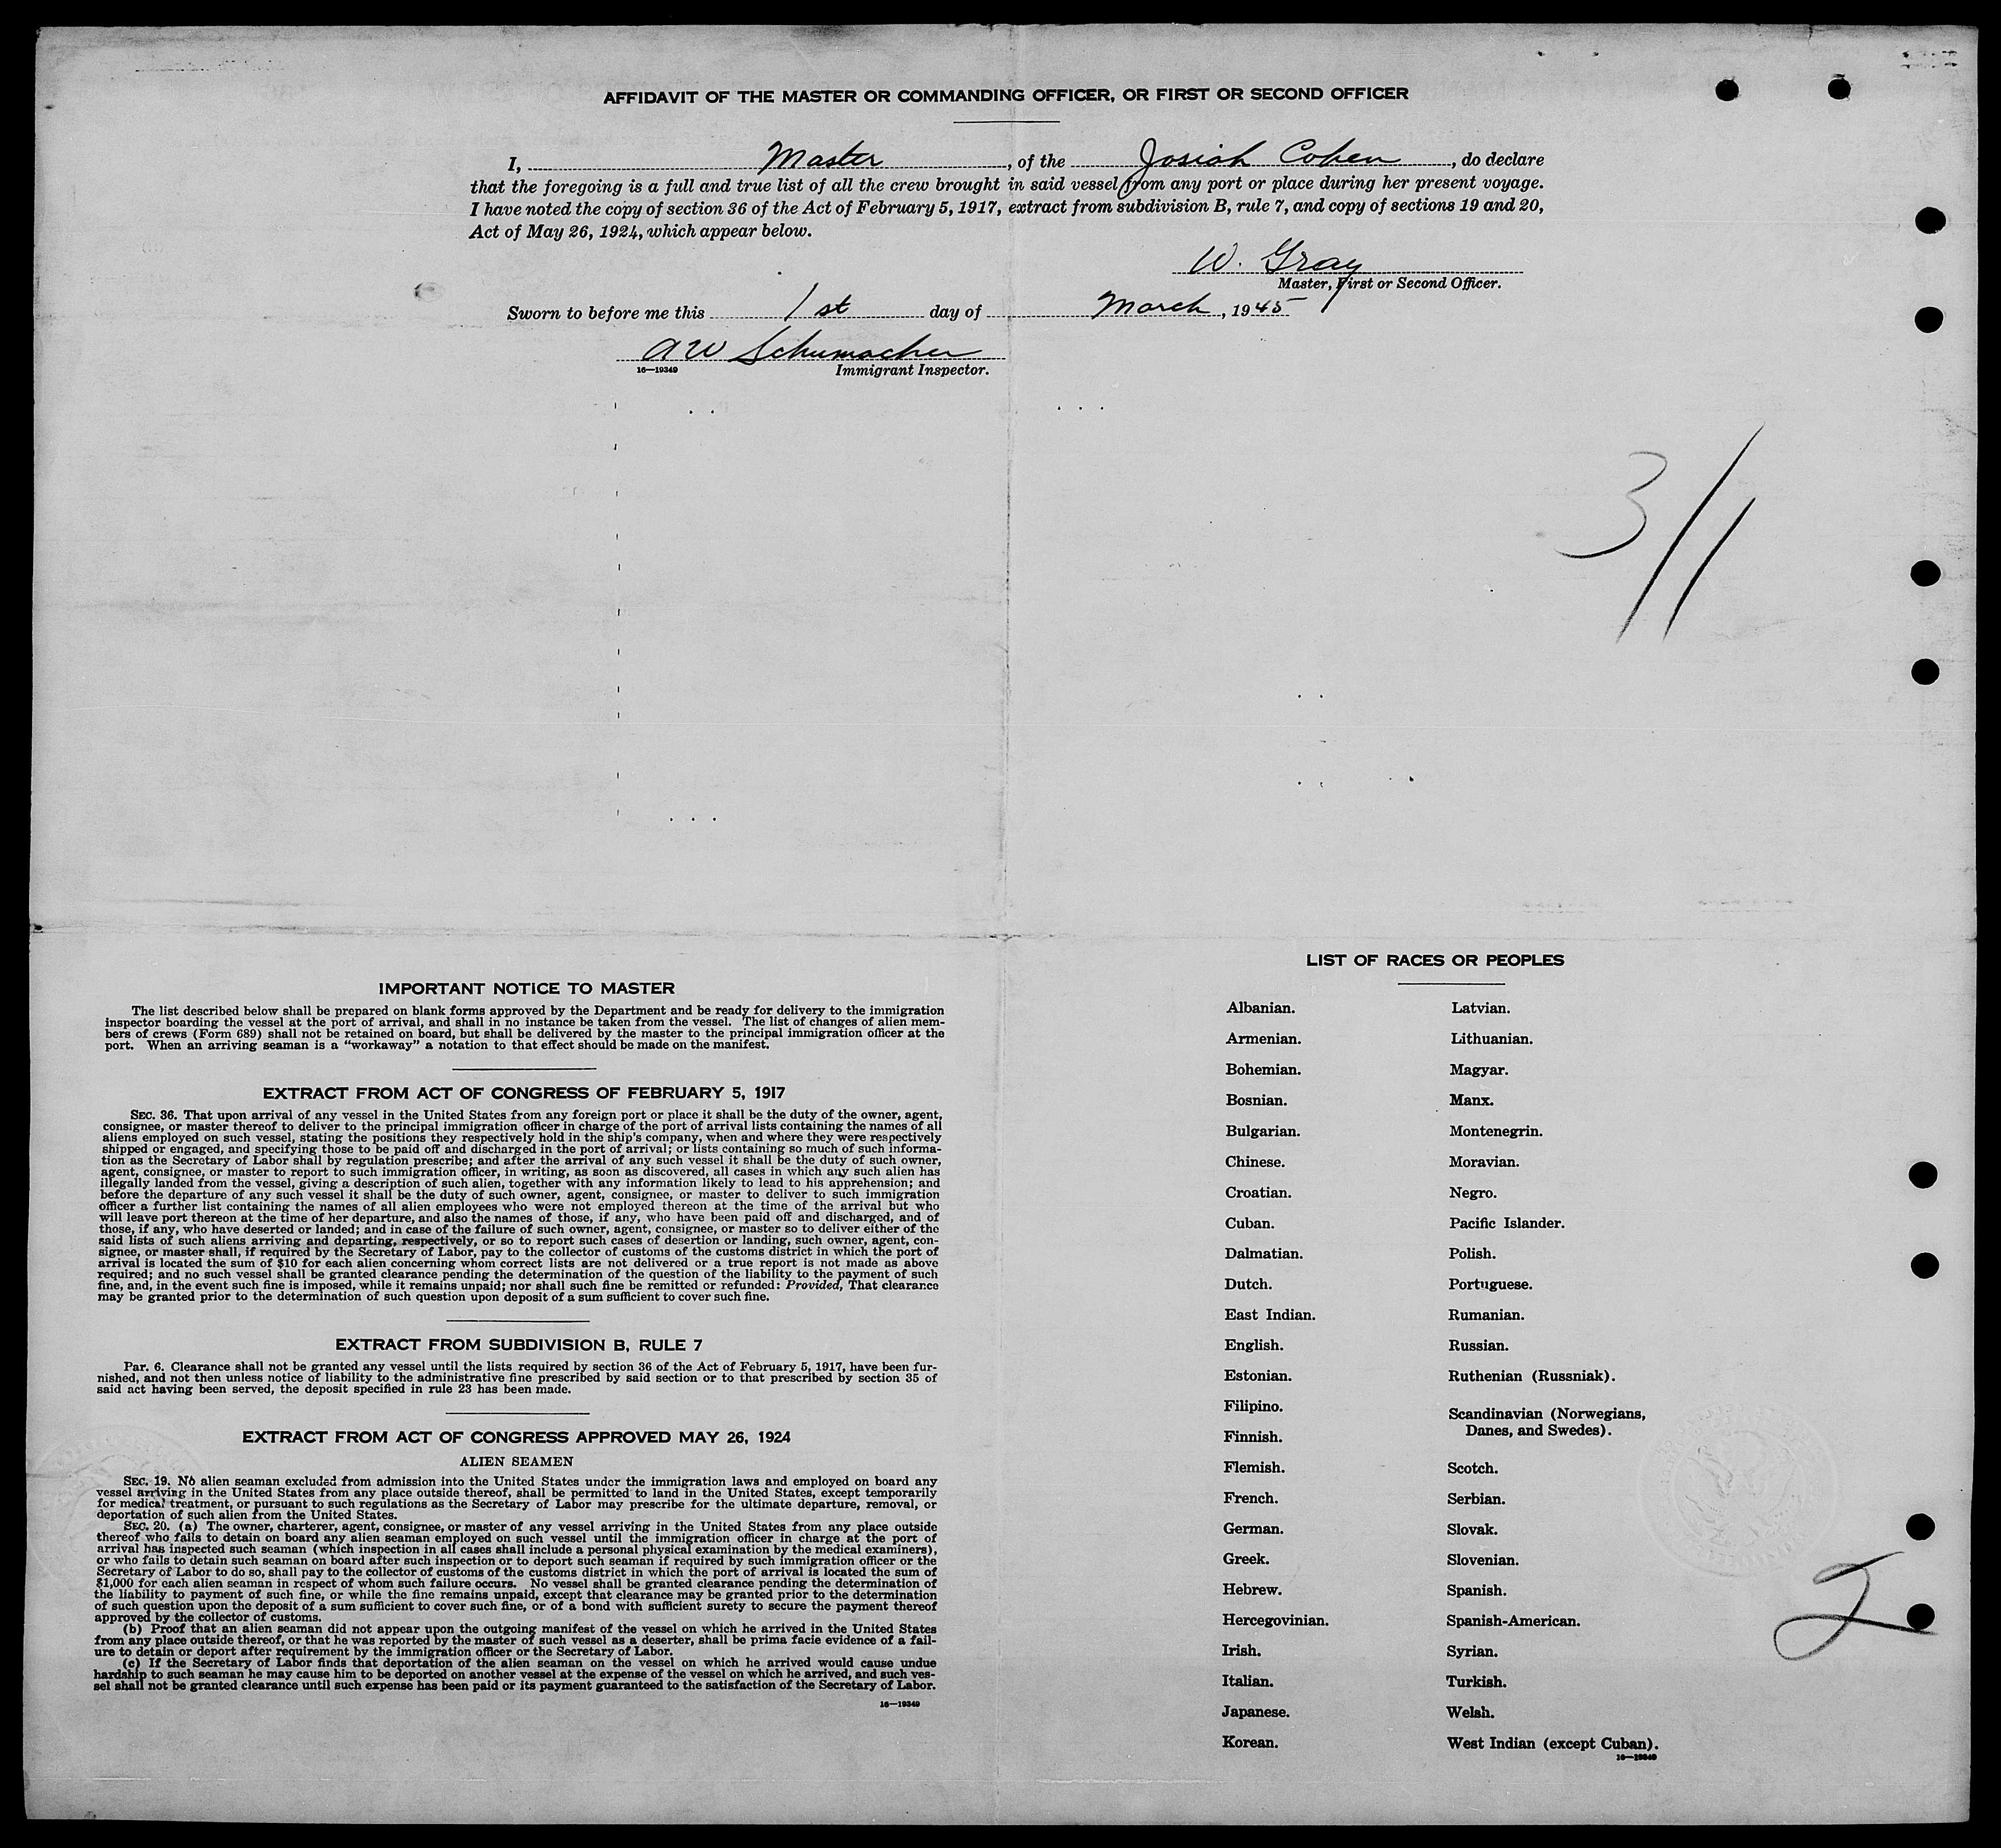 AFFIDAVIT OF THE MASTER OR COMMANDING OFFICER, OR FIRST OR SECOND OFFICER
I, Master, of the Josiah Cohen, do declare
that the foregoing is a full and true list of all the crew brought in said vessel from any port or place during her present voyage.
I have noted the copy of section 36 of the Act of February 5, 1917, extract from subdivision B, rule 7, and copy of sections 19 and 20,
Act of May 26, 1924, which appear below.
W. Gray
Master, First or Second Officer.
Sworn to before me this 1st day of March, 1945
AW Schumacher
16—19349 Immigrant Inspector.
3/1
IMPORTANT NOTICE TO MASTER
The list described below shall be prepared on blank forms approved by the Department and be ready for delivery to the immigration
inspector boarding the vessel at the port of arrival, and shall in no instance be taken from the vessel. The list of changes of alien mem-
bers of crews (Form 689) shall not be retained on board, but shall be delivered by the master to the principal immigration officer at the
port. When an arriving seaman is a "workaway" a notation to that effect should be made on the manifest.
EXTRACT FROM ACT OF CONGRESS OF FEBRUARY 5, 1917
SEC. 36. That upon arrival of any vessel in the United States from any foreign port or place it shall be the duty of the owner, agent,
consignee, or master thereof to deliver to the principal immigration officer in charge of the port of arrival lists containing the names of all
aliens employed on such vessel, stating the positions they respectively hold in the ship's company, when and where they were respectively
shipped or engaged, and specifying those to be paid off and discharged in the port of arrival; or lists containing so much of such informa-
tion as the Secretary of Labor shall by regulation prescribe; and after the arrival of any such vessel it shall be the duty of such owner,
agent, consignee, or master to report to such immigration officer, in writing, as soon as discovered, all cases in which any such alien has
illegally landed from the vessel, giving a description of such alien, together with any information likely to lead to his apprehension; and
before the departure of any such vessel it shall be the duty of such owner, agent, consignee, or master to deliver to such immigration
officer a further list containing the names of all alien employees who were not employed thereon at the time of the arrival but who
will leave port thereon at the time of her departure, and also the names of those, if any, who have been paid off and discharged, and of
those, if any, who have deserted or landed; and in case of the failure of such owner, agent, consignee, or master so to deliver either of the
said lists of such aliens arriving and departing, respectively, or so to report such cases of desertion or landing, such owner, agent, con-
signee, or master shall, if required by the Secretary of Labor, pay to the collector of customs of the customs district in which the port of
arrival is located the sum of $10 for each alien concerning whom correct lists are not delivered or a true report is not made as above
required; and no such vessel shall be granted clearance pending the determination of the question of the liability to the payment of such
fine, and, in the event such fine is imposed, while it remains unpaid; nor shall such fine be remitted or refunded: Provided, That clearance
may be granted prior to the determination of such question upon deposit of a sum sufficient to cover such fine.
EXTRACT FROM SUBDIVISION B, RULE 7
Par. 6. Clearance shall not be granted any vessel until the lists required by section 36 of the Act of February 5, 1917, have been fur-
nished, and not then unless notice of liability to the administrative fine prescribed by said section or to that prescribed by section 35 of
said act having been served, the deposit specified in rule 23 has been made.
EXTRACT FROM ACT OF CONGRESS APPROVED MAY 26, 1924
ALIEN SEAMEN
SEC. 19. No alien seaman excluded from admission into the United States under the immigration laws and employed on board any
vessel arriving in the United States from any place outside thereof, shall be permitted to land in the United States, except temporarily
for medical treatment, or pursuant to such regulations as the Secretary of Labor may prescribe for the ultimate departure, removal, or
deportation of such alien from the United States.
SEC. 20. (a) The owner, charterer, agent, consignee, or master of any vessel arriving in the United States from any place outside
thereof who fails to detain on board any alien seaman employed on such vessel until the immigration officer in charge at the port of
arrival has inspected such seaman (which inspection in all cases shall include a personal physical examination by the medical examiners),
or who fails to detain such seaman on board after such inspection or to deport such seaman if required by such immigration officer or the
Secretary of Labor to do so, shall pay to the collector of customs of the customs district in which the port of arrival is located the sum of
$1,000 for each alien seaman in respect of whom such failure occurs. No vessel shall be granted clearance pending the determination of
the liability to the payment of such fine, or while the fine remains unpaid, except that clearance may be granted prior to the determination
of such question upon the deposit of a sum sufficient to cover such fine, or of a bond with sufficient surety to secure the payment thereof
approved by the collector of customs.
(b) Proof that an alien seaman did not appear upon the outgoing manifest of the vessel on which he arrived in the United States
from any place outside thereof, or that he was reported by the master of such vessel as a deserter, shall be prima facie evidence of a fail-
ure to detain or deport after requirement by the immigration officer or the Secretary of Labor.
(c) If the Secretary of Labor finds that deportation of the alien seaman on the vessel on which he arrived would cause undue
hardship to such seaman he may cause him to be deported on another vessel at the expense of the vessel on which he arrived, and such ves-
sel shall not be granted clearance until such expense has been paid or its payment guaranteed to the satisfaction of the Secretary of Labor.
16—19349
LIST OF RACES OR PEOPLES
Albanian.
Armenian.
Bohemian.
Bosnian.
Bulgarian.
Chinese.
Croatian.
Cuban.
Dalmatian.
Dutch.
East Indian.
English.
Estonian.
Filipino.
Finnish.
Flemish.
French.
German.
Greek.
Hebrew.
Hercegovinian.
Irish.
Italian.
Japanese.
Korean.
Latvian.
Lithuanian.
Magyar.
Manx.
Montenegrin.
Moravian.
Negro.
Pacific Islander.
Polish.
Portuguese.
Rumanian.
Russian.
Ruthenian (Russniak).
Scandinavian (Norwegians,
Danes, and Swedes).
Scotch.
Serbian.
Slovak.
Slovenian.
Spanish.
Spanish-American.
Syrian.
Turkish.
Welsh.
West Indian (except Cuban).
16—19349
2